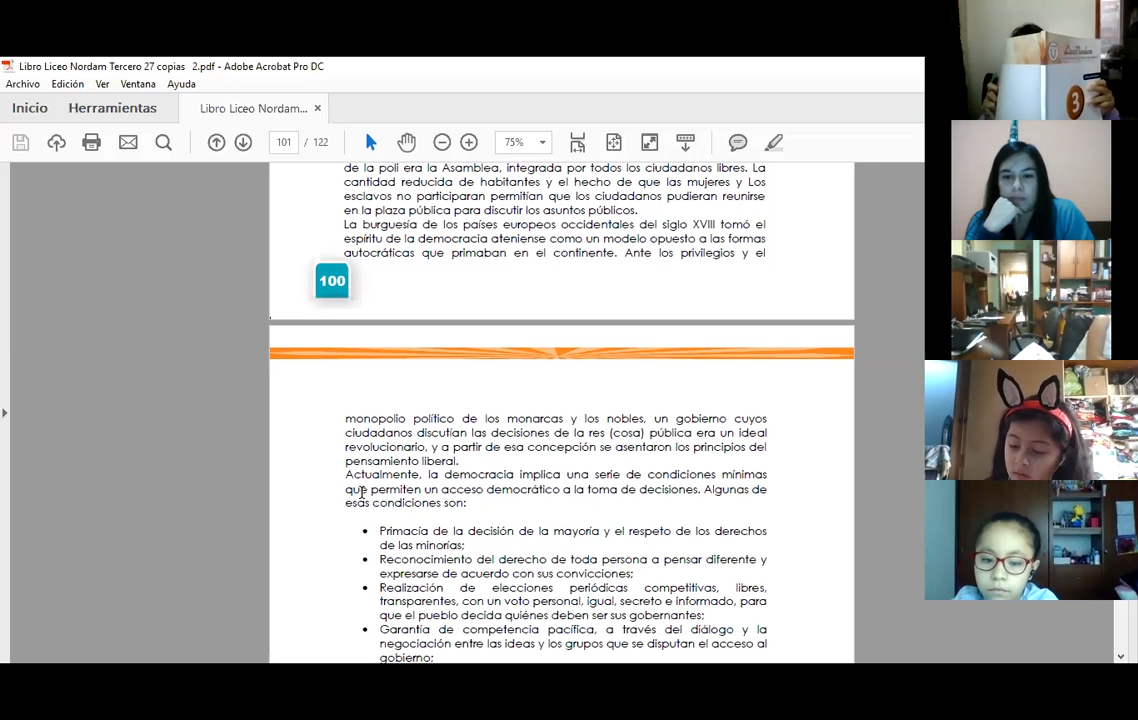 Libro Liceo Nordam Tercero 27 copias 2.pdf - Adobe Acrobat Pro DC
Archivo Edición Ver Ventana Ayuda
Inicio Herramientas Libro Liceo Nordam... ×
101 / 122 75%
de la poli era la Asamblea, integrada por todos los ciudadanos libres. La
cantidad reducida de habitantes y el hecho de que las mujeres y Los
esclavos no participaran permitían que los ciudadanos pudieran reunirse
en la plaza pública para discutir los asuntos públicos.
La burguesía de los países europeos occidentales del siglo XVIII tomó el
espíritu de la democracia ateniense como un modelo opuesto a las formas
autocráticas que primaban en el continente. Ante los privilegios y el
100
monopolio político de los monarcas y los nobles, un gobierno cuyos
ciudadanos discutían las decisiones de la res (cosa) pública era un ideal
revolucionario, y a partir de esa concepción se asentaron los principios del
pensamiento liberal.
Actualmente, la democracia implica una serie de condiciones mínimas
que permiten un acceso democrático a la toma de decisiones. Algunas de
esas condiciones son:
• Primacía de la decisión de la mayoría y el respeto de los derechos
de las minorías;
• Reconocimiento del derecho de toda persona a pensar diferente y
expresarse de acuerdo con sus convicciones;
• Realización de elecciones periódicas competitivas, libres,
transparentes, con un voto personal, igual, secreto e informado, para
que el pueblo decida quiénes deben ser sus gobernantes;
• Garantía de competencia pacífica, a través del diálogo y la
negociación entre las ideas y los grupos que se disputan el acceso al
gobierno;
3